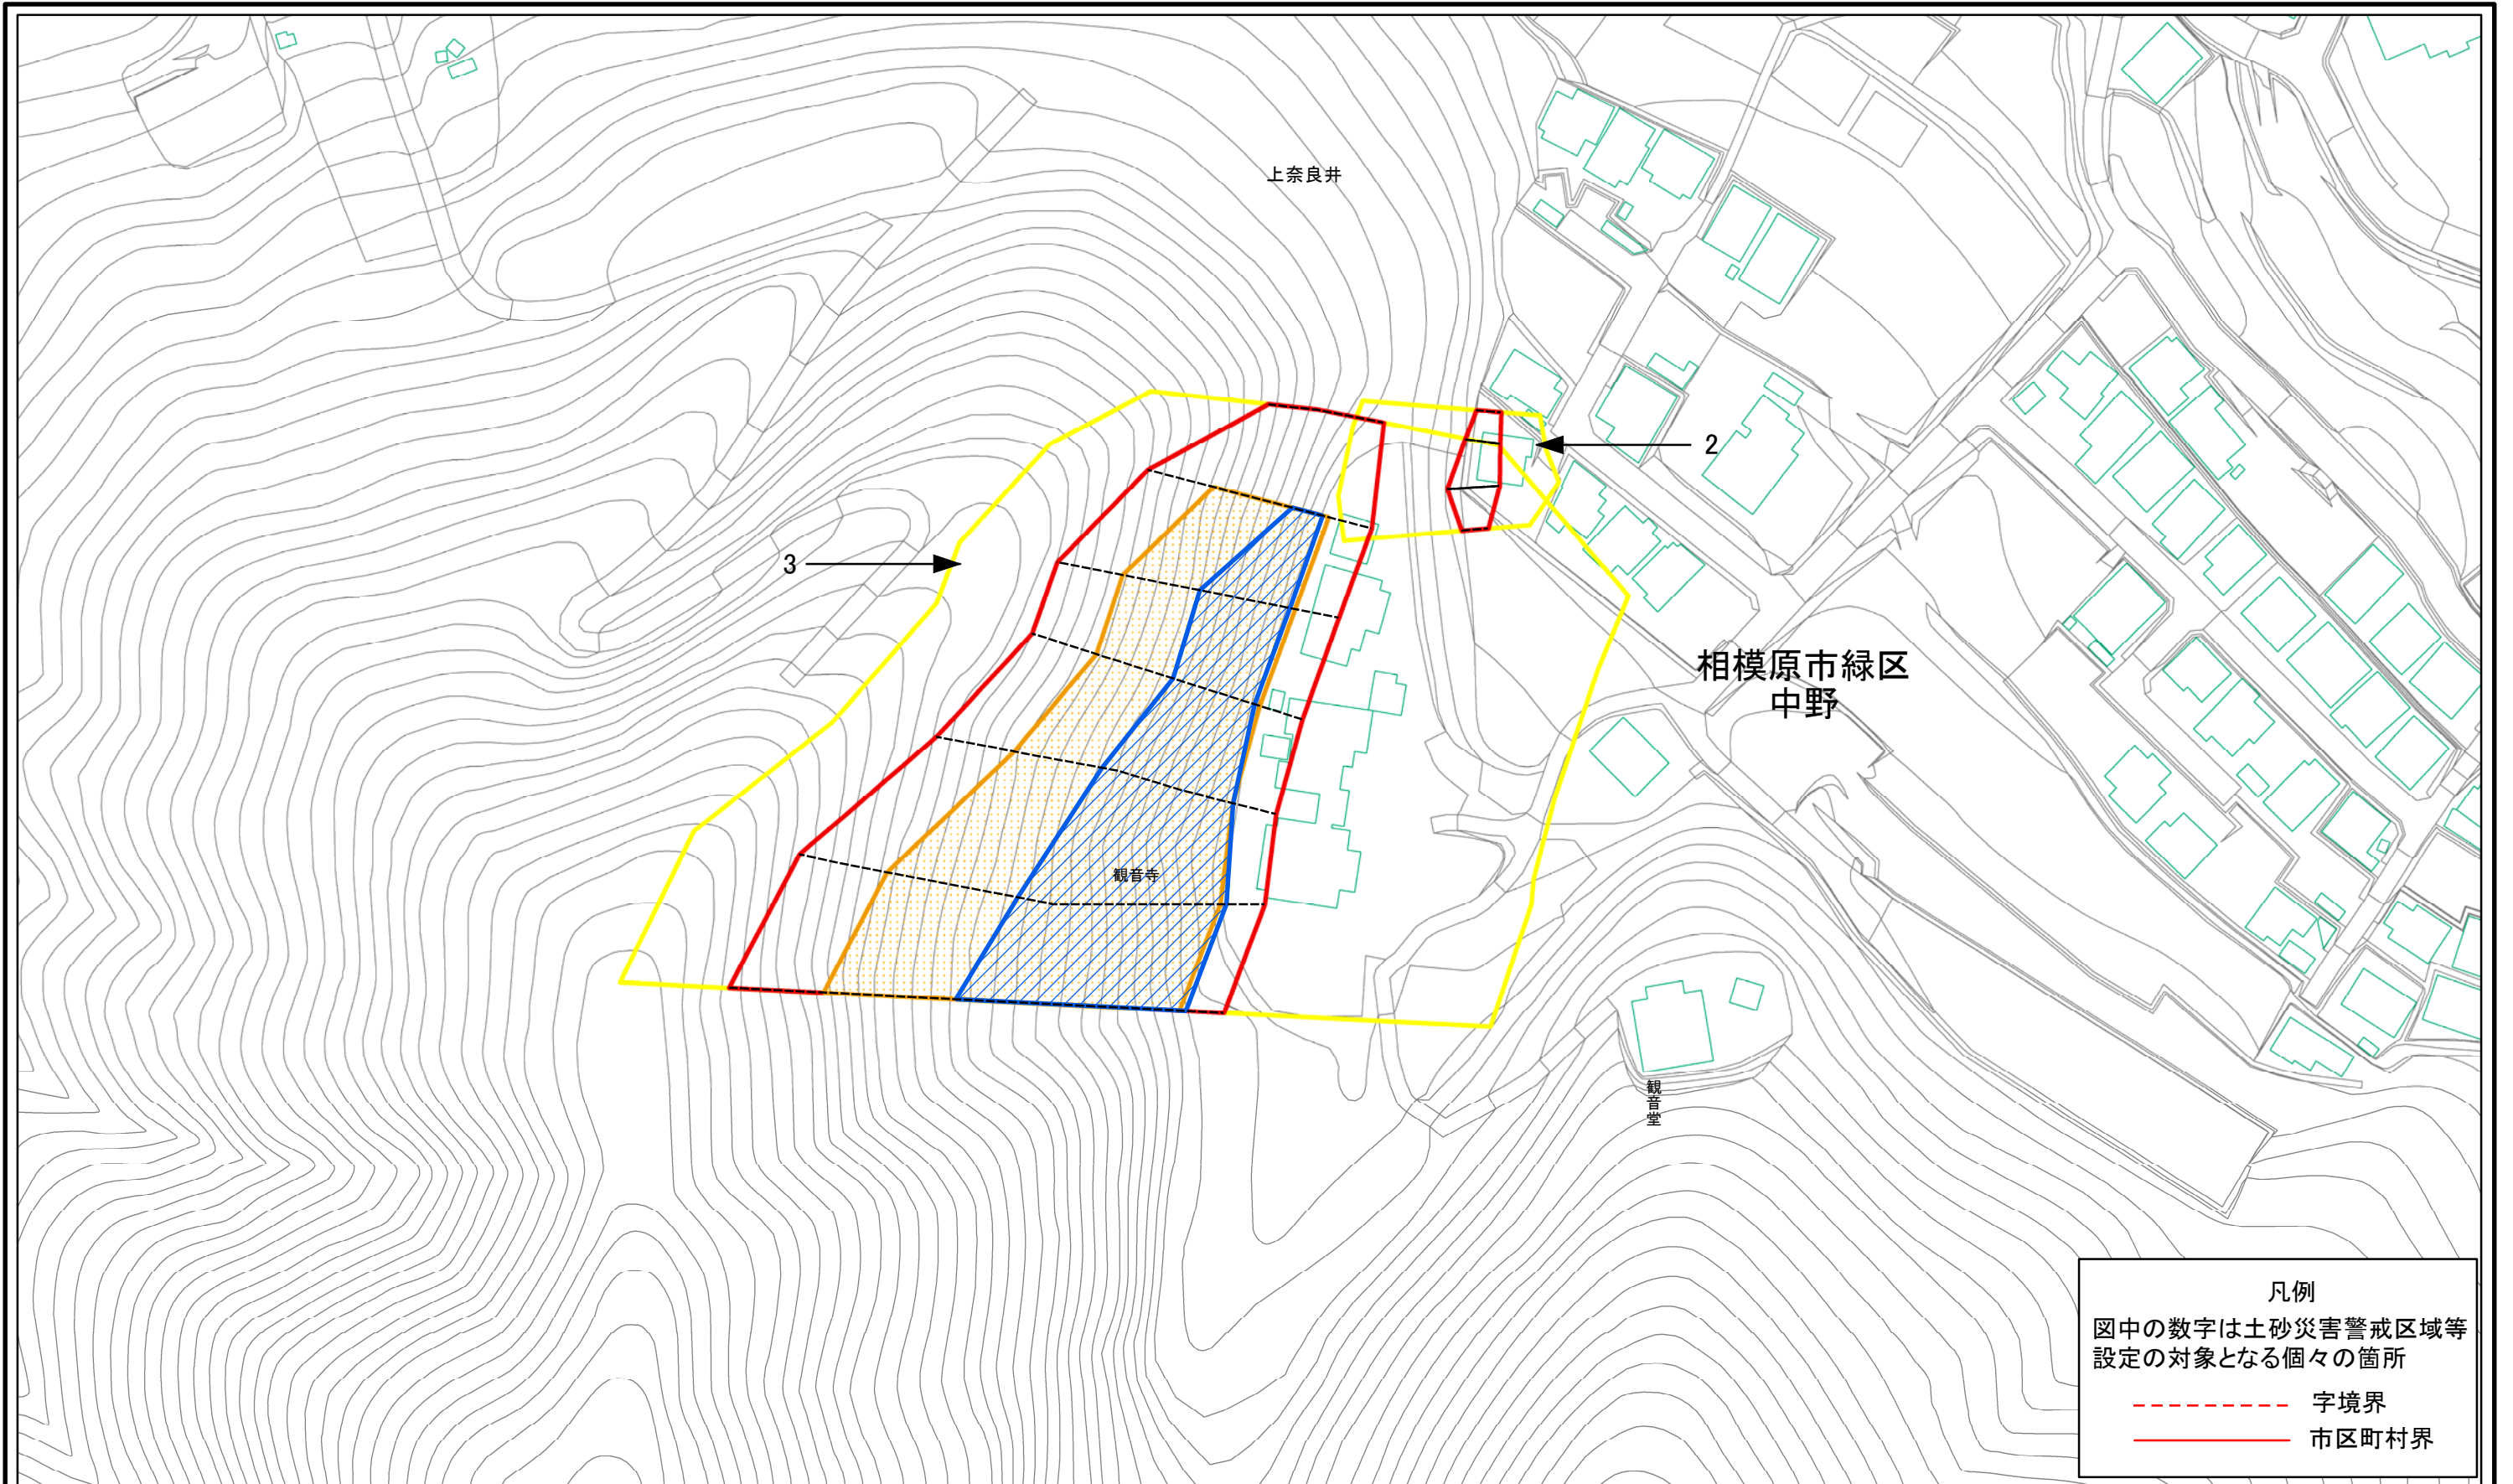 上奈良井
2
3
相模原市緑区
中野
観音寺
観音堂
凡例
図中の数字は土砂災害警戒区域等
設定の対象となる個々の箇所
字境界
市区町村界